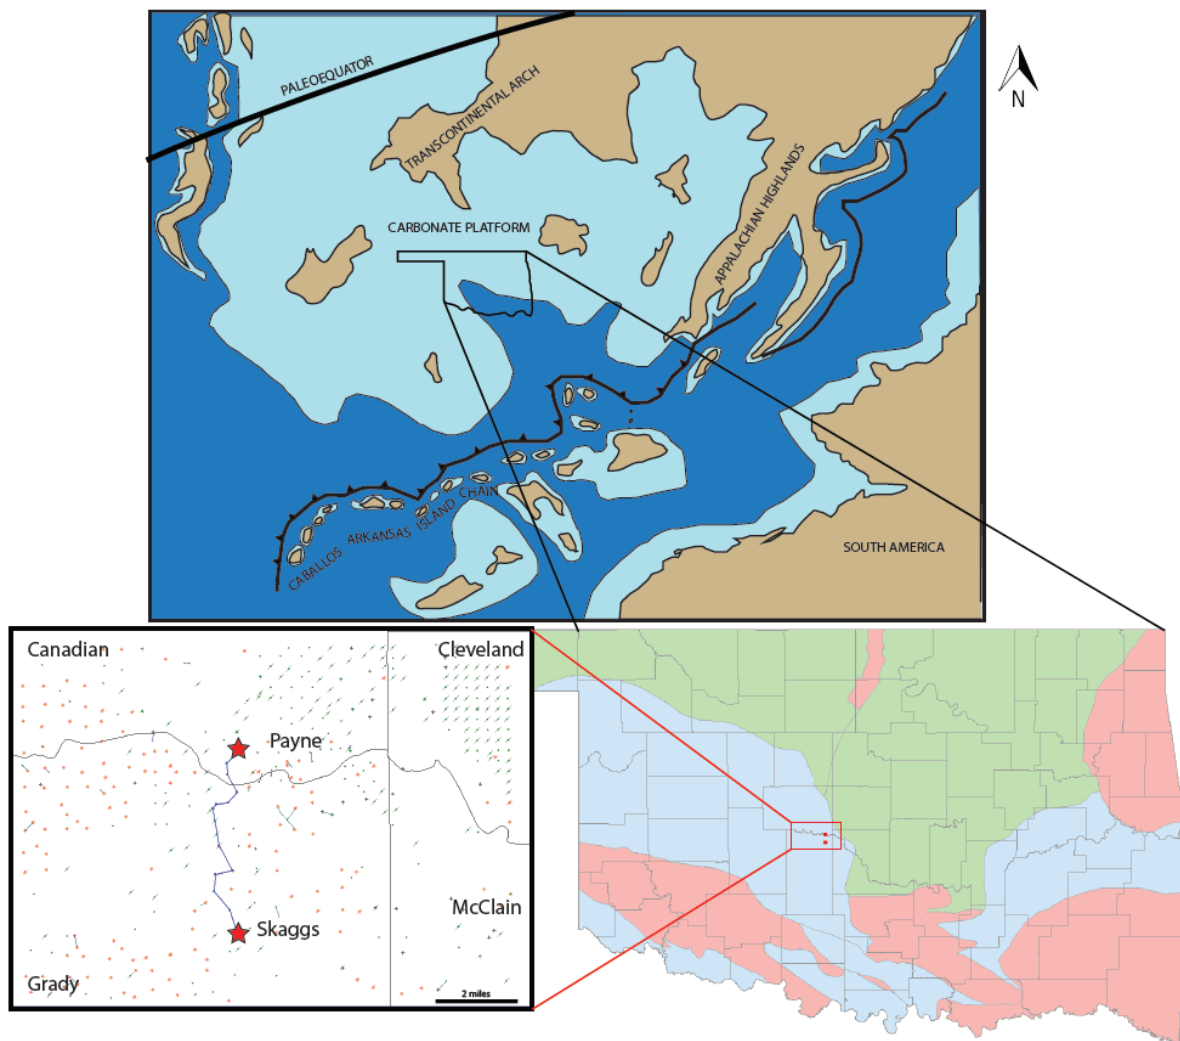 PALEOEQUATOR
TRANSCONTINENTAL ARCH
N
CARBONATE PLATFORM
APPALACHIAN HIGHLANDS
CABALLOS ARKANSAS ISLAND CHAIN
SOUTH AMERICA
Canadian
Cleveland
Payne
McClain
Skaggs
Grady
2 miles